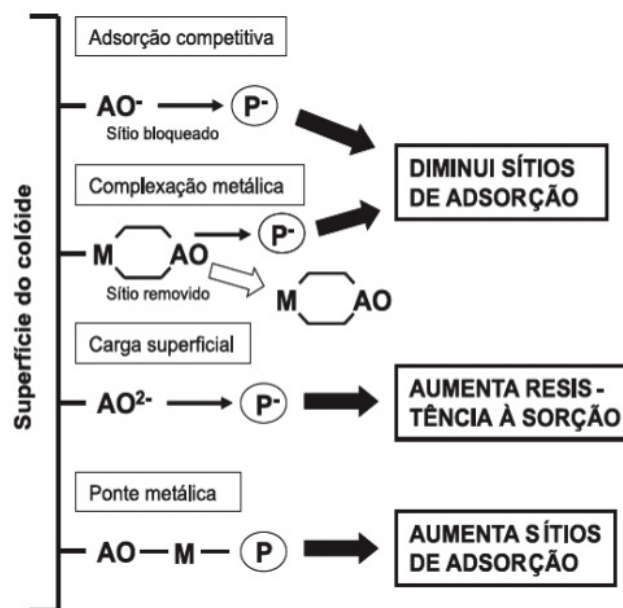 Superfície do colóide
Adsorção competitiva
AO⁻ P⁻
Sítio bloqueado
DIMINUI SÍTIOS
DE ADSORÇÃO
Complexação metálica
M AO P⁻
Sítio removido
M AO
Carga superficial
AO²⁻ P⁻
AUMENTA RESIS -
TÊNCIA À SORÇÃO
Ponte metálica
AO — M — P
AUMENTA SÍTIOS
DE ADSORÇÃO